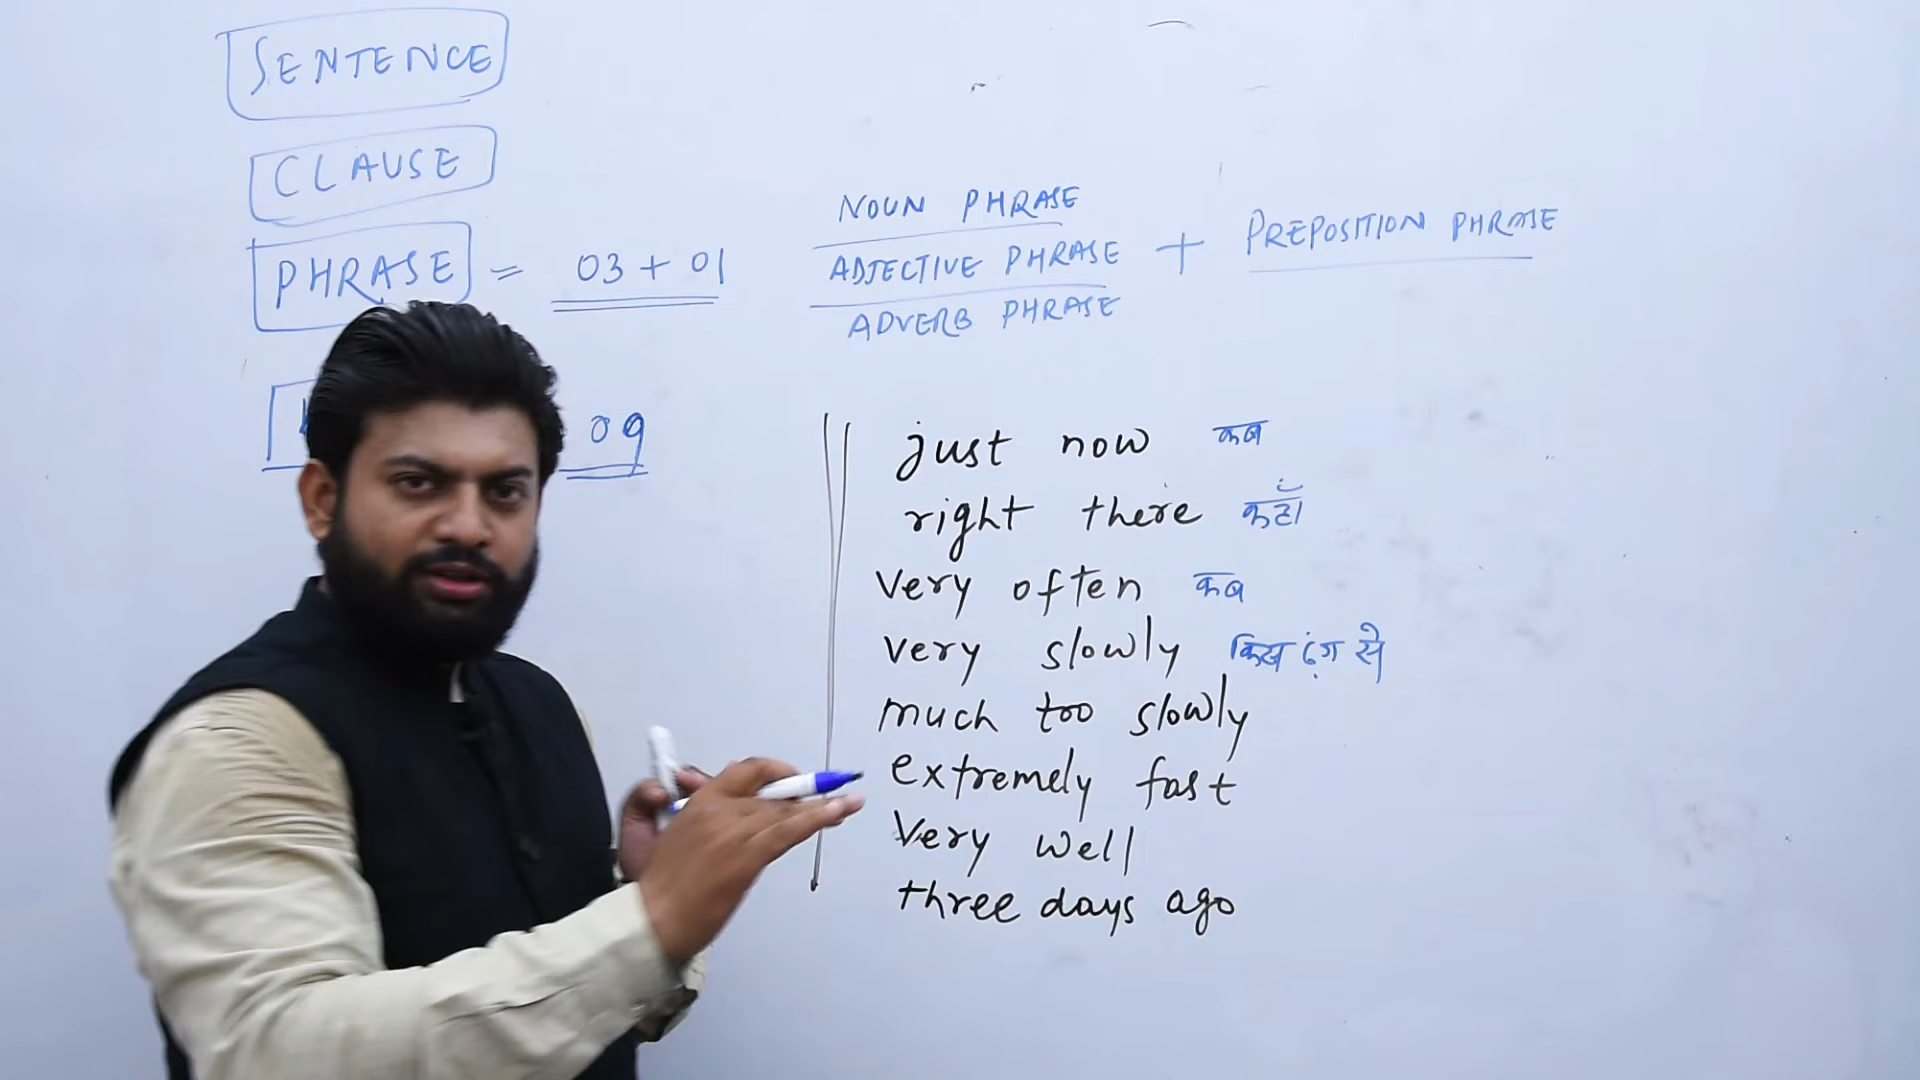 SENTENCE
CLAUSE
PHRASE = 03 + 01
NOUN PHRASE
ADJECTIVE PHRASE + PREPOSITION PHRASE
ADVERB PHRASE
09
just now कब
right there कहाँ
very often कब
very slowly किस ढंग से
much too slowly
extremely fast
very well
three days ago